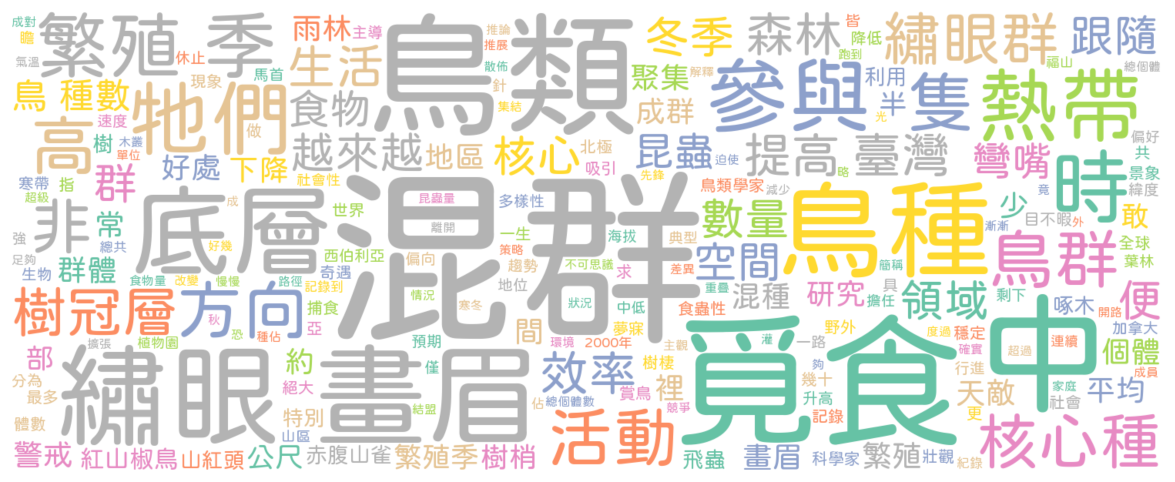 成對
瞻
繁殖 季
休止
雨林
主導
推論
推展
散佈
集結
鳥類
冬季
森林
跑到
繡眼群
福山
跟隨
總個體
氣溫
現象
馬首
生活
針
聚集
成群
降低
解釋
皆
利用
鳥 種數
速度
牠們
做
食物
參與
半
隻
光
熱帶
偏好
共
高
樹
木叢
單位
越來越
地區
核心
北極
吸引
昆蟲
迫使
提高
臺灣
略
彎嘴
景象
緯度
好處
下降
社會性
寒帶
超級
指
群
先鋒
時
鳥類學家
減少
竟
外
底層
成
世界
昆蟲量
離開
多樣性
混群
數量
鳥種
少
目不暇
漸漸
敢
全球
葉林
強
非
常
總共
好幾
足夠
生物
群體
西伯利亞
奇遇
一生
策略
趨勢
海拔
典型
差異
空間
鳥群
簡稱
食物量
改變
慢慢
路徑
記錄到
偏向
地位
不可思議
求
重疊
混種
研究
具
擔任
領域
剩下
啄木
便
開路
樹冠層
方向
捕食
亞
情況
寒冬
狀況
中低
食蟲性
加拿大
植物園
秋
恐
種佔
擴張
預期
間
環境
2000年
夢寐
主觀
灌
一路
野外
度過
穩定
確實
中
連續
超過
個體
成員
部
分為
最多
繡眼畫眉
約
絕大
僅
效率
樹棲
賞鳥
裡
夠
幾十
升高
覓食
行進
天敵
家庭
社會
平均
體數
特別
山區
結盟
佔
總個體數
競爭
記錄
更
警戒
紅山椒鳥
山紅頭
公尺
赤腹山雀
繁殖季
樹梢
活動
飛蟲
畫眉
科學家
繁殖
壯觀
紀錄
核心種